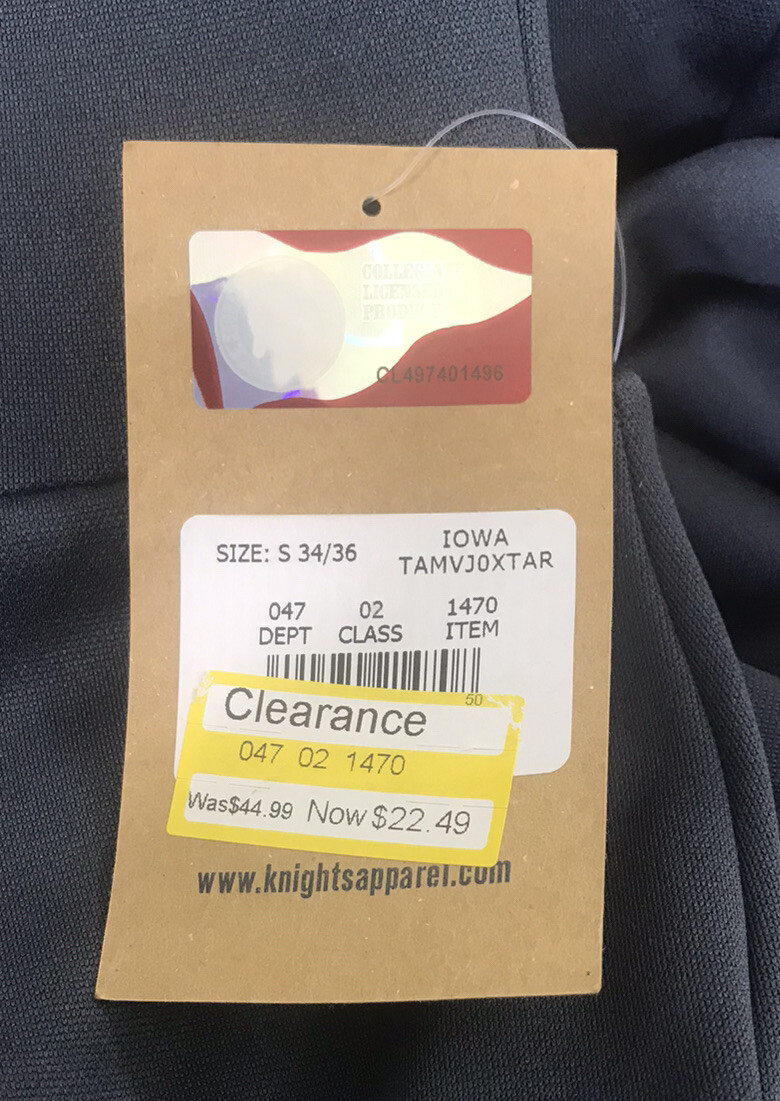 COLLEGIATE
LICENSED
PRODUCT
CL497401496
SIZE: S 34/36
IOWA
TAMVJ0XTAR
047 02 1470
DEPT CLASS ITEM
50
Clearance
047 02 1470
Was$44.99 Now $22.49
www.knightsapparel.com